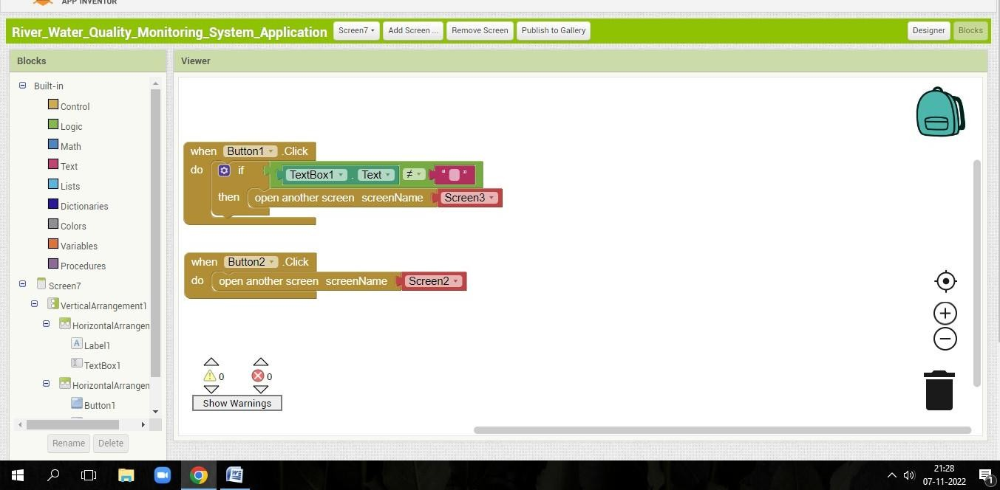 APP INVENTOR
River_Water_Quality_Monitoring_System_Application
Screen7
Add Screen ...
Remove Screen
Publish to Gallery
Designer
Blocks
Blocks
Viewer
Built-in
Control
Logic
Math
Text
Lists
Dictionaries
Colors
Variables
Procedures
Screen7
VerticalArrangement1
HorizontalArrangen
Label1
TextBox1
HorizontalArrangen
Button1
Rename
Delete
when Button1 .Click
do if TextBox1 . Text ≠ “ ”
then open another screen screenName Screen3
when Button2 .Click
do open another screen screenName Screen2
0 0
Show Warnings
21:28
07-11-2022
1